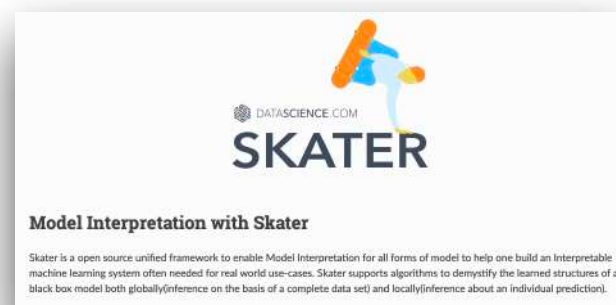 DATASCIENCE.COM
SKATER
Model Interpretation with Skater
Skater is a open source unified framework to enable Model Interpretation for all forms of model to help one build an Interpretable
machine learning system often needed for real world use-cases. Skater supports algorithms to demystify the learned structures of a
black box model both globally(inference on the basis of a complete data set) and locally(inference about an individual prediction).